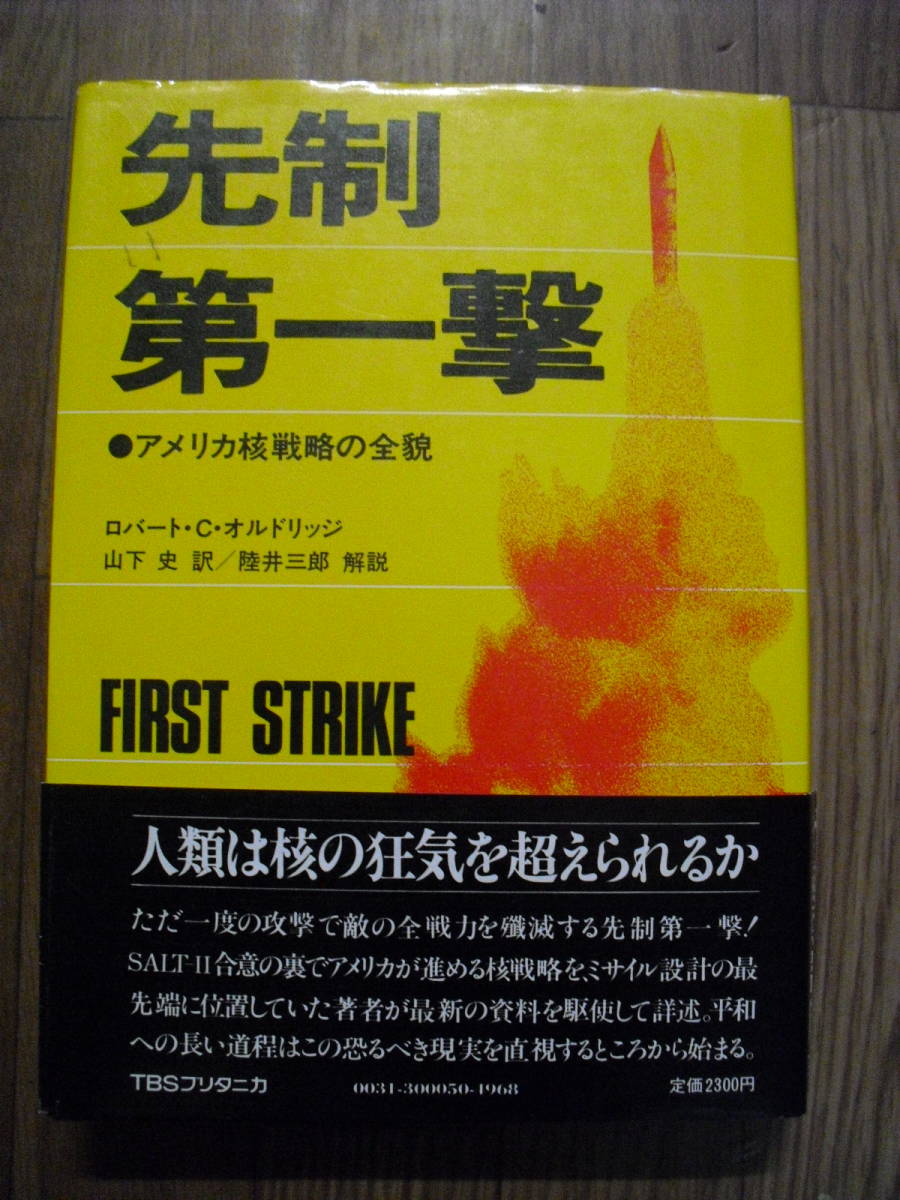 先制
第一撃
●アメリカ核戦略の全貌
ロバート・C・オルドリッジ
山下 史 訳／陸井三郎 解説
FIRST STRIKE
人類は核の狂気を超えられるか
ただ一度の攻撃で敵の全戦力を殲滅する先制第一撃！
SALT-II合意の裏でアメリカが進める核戦略を、ミサイル設計の最
先端に位置していた著者が最新の資料を駆使して詳述。平和
への長い道程はこの恐るべき現実を直視するところから始まる。
TBSブリタニカ 0031-300050-4968 定価2300円